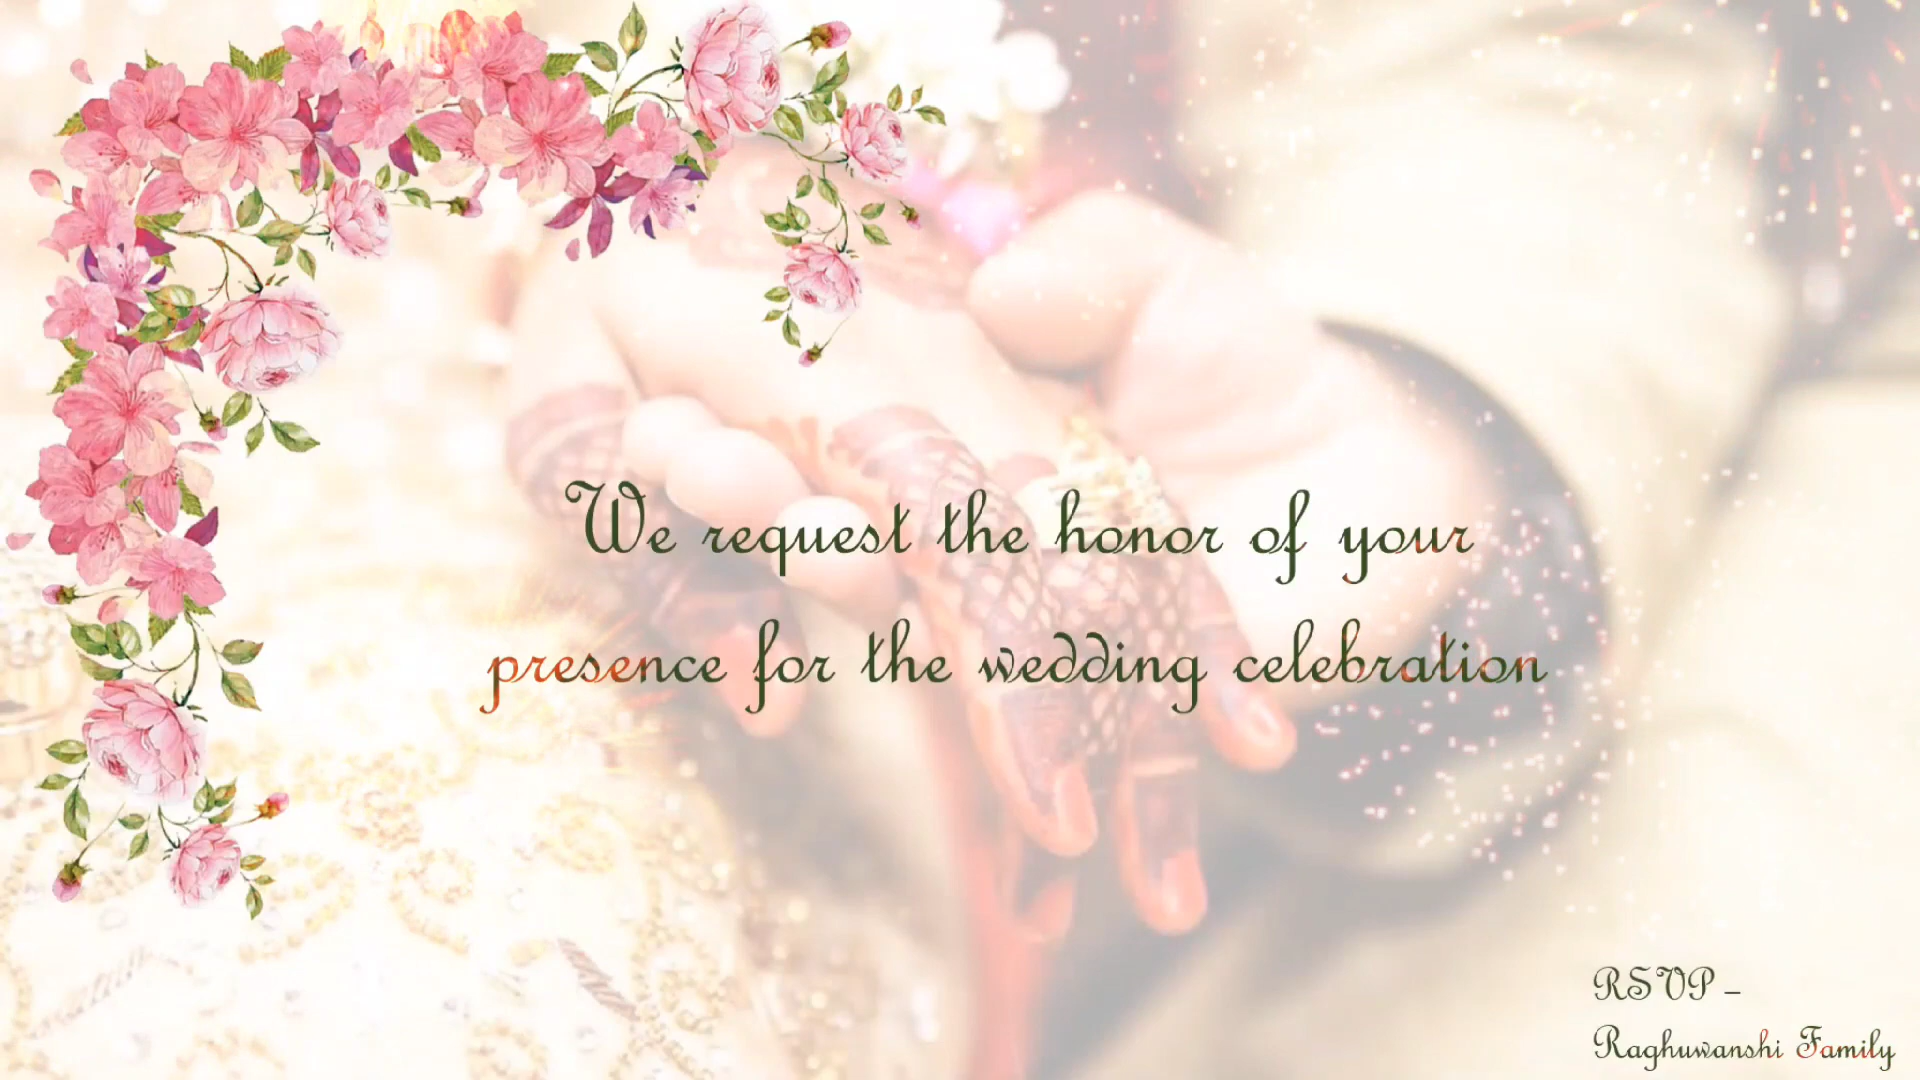 We request the honor of your
presence for the wedding celebration
RSVP –
Raghuwanshi Family